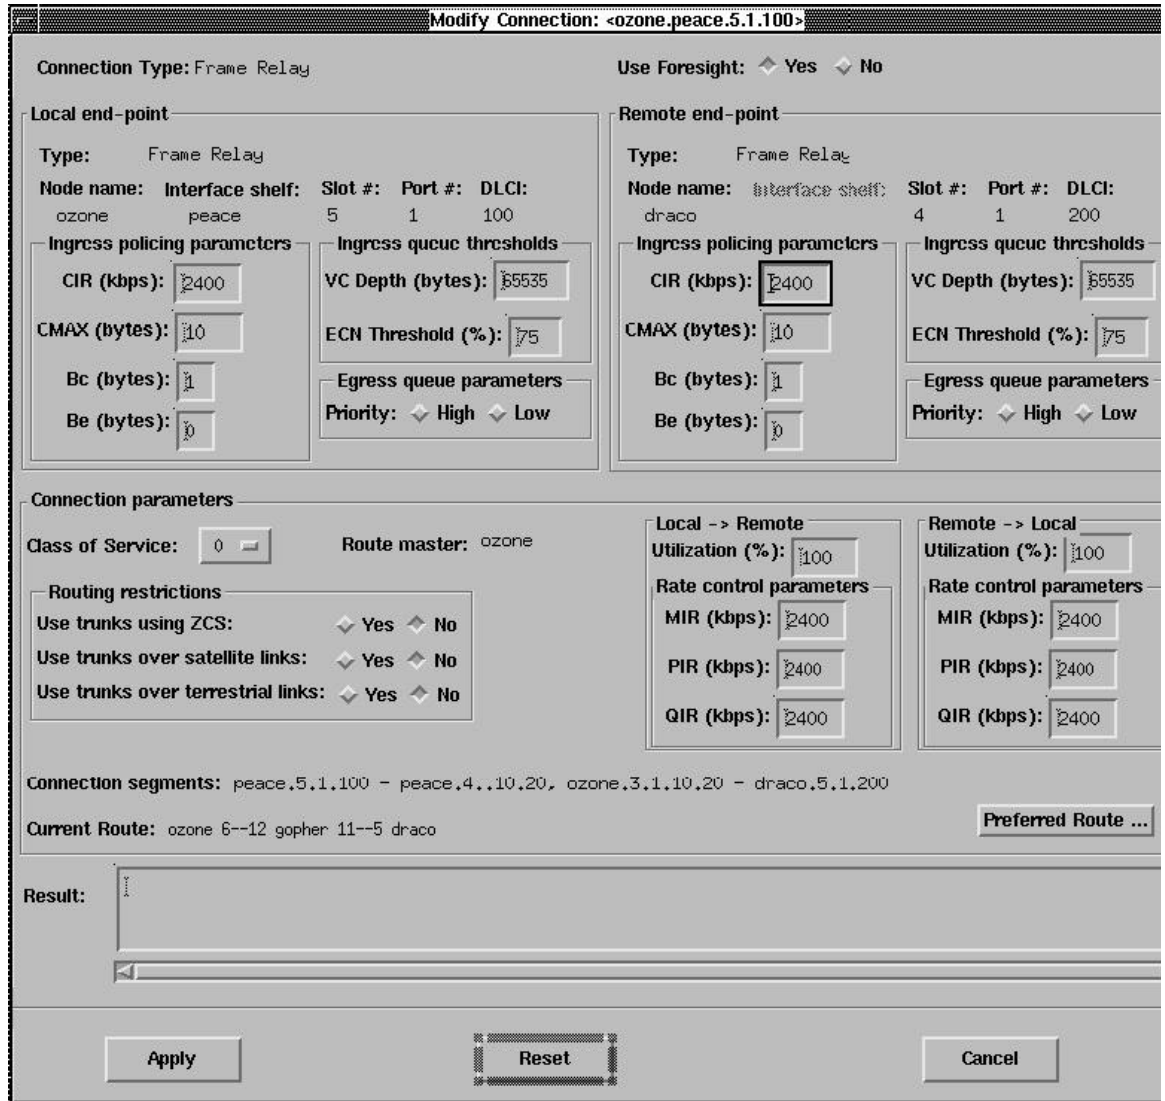 Modify Connection: <ozone.peace.5.1.100>
Connection Type: Frame Relay
Use Foresight: Yes No
Local end-point
Type: Frame Relay
Node name: Interface shelf: Slot #: Port #: DLCI:
ozone peace 5 1 100
Ingress policing parameters
CIR (kbps): 2400
CMAX (bytes): 10
Bc (bytes): 1
Be (bytes): 0
Ingress queue thresholds
VC Depth (bytes): 65535
ECN Threshold (%): 75
Egress queue parameters
Priority: High Low
Remote end-point
Type: Frame Relay
Node name: Interface shelf: Slot #: Port #: DLCI:
draco 4 1 200
Ingress policing parameters
CIR (kbps): 2400
CMAX (bytes): 10
Bc (bytes): 1
Be (bytes): 0
Ingress queue thresholds
VC Depth (bytes): 65535
ECN Threshold (%): 75
Egress queue parameters
Priority: High Low
Connection parameters
Class of Service: 0
Route master: ozone
Routing restrictions
Use trunks using ZCS: Yes No
Use trunks over satellite links: Yes No
Use trunks over terrestrial links: Yes No
Local -> Remote
Utilization (%): 100
Rate control parameters
MIR (kbps): 2400
PIR (kbps): 2400
QIR (kbps): 2400
Remote -> Local
Utilization (%): 100
Rate control parameters
MIR (kbps): 2400
PIR (kbps): 2400
QIR (kbps): 2400
Connection segments: peace.5.1.100 - peace.4..10.20, ozone.3.1.10.20 - draco.5.1.200
Current Route: ozone 6--12 gopher 11--5 draco
Preferred Route ...
Result:
Apply
Reset
Cancel